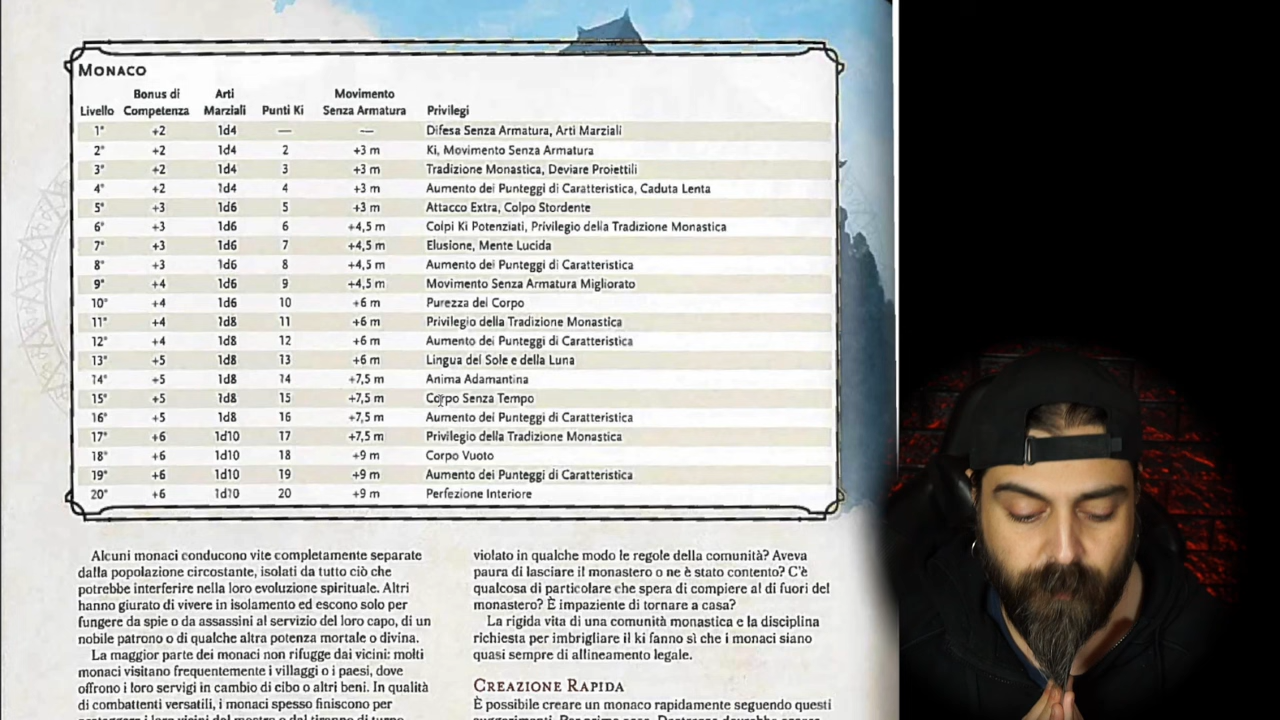 MONACO
Bonus di Arti Movimento
Livello Competenza Marziali Punti Ki Senza Armatura Privilegi
1° +2 1d4 — — Difesa Senza Armatura, Arti Marziali
2° +2 1d4 2 +3 m Ki, Movimento Senza Armatura
3° +2 1d4 3 +3 m Tradizione Monastica, Deviare Proiettili
4° +2 1d4 4 +3 m Aumento dei Punteggi di Caratteristica, Caduta Lenta
5° +3 1d6 5 +3 m Attacco Extra, Colpo Stordente
6° +3 1d6 6 +4,5 m Colpi Ki Potenziati, Privilegio della Tradizione Monastica
7° +3 1d6 7 +4,5 m Elusione, Mente Lucida
8° +3 1d6 8 +4,5 m Aumento dei Punteggi di Caratteristica
9° +4 1d6 9 +4,5 m Movimento Senza Armatura Migliorato
10° +4 1d6 10 +6 m Purezza del Corpo
11° +4 1d8 11 +6 m Privilegio della Tradizione Monastica
12° +4 1d8 12 +6 m Aumento dei Punteggi di Caratteristica
13° +5 1d8 13 +6 m Lingua del Sole e della Luna
14° +5 1d8 14 +7,5 m Anima Adamantina
15° +5 1d8 15 +7,5 m Corpo Senza Tempo
16° +5 1d8 16 +7,5 m Aumento dei Punteggi di Caratteristica
17° +6 1d10 17 +7,5 m Privilegio della Tradizione Monastica
18° +6 1d10 18 +9 m Corpo Vuoto
19° +6 1d10 19 +9 m Aumento dei Punteggi di Caratteristica
20° +6 1d10 20 +9 m Perfezione Interiore
Alcuni monaci conducono vite completamente separate
dalla popolazione circostante, isolati da tutto ciò che
potrebbe interferire nella loro evoluzione spirituale. Altri
hanno giurato di vivere in isolamento ed escono solo per
fungere da spie o da assassini al servizio del loro capo, di un
nobile patrono o di qualche altra potenza mortale o divina.
La maggior parte dei monaci non rifugge dai vicini: molti
monaci visitano frequentemente i villaggi o i paesi, dove
offrono i loro servigi in cambio di cibo o altri beni. In qualità
di combattenti versatili, i monaci spesso finiscono per
violato in qualche modo le regole della comunità? Aveva
paura di lasciare il monastero o ne è stato contento? C'è
qualcosa di particolare che spera di compiere al di fuori del
monastero? È impaziente di tornare a casa?
La rigida vita di una comunità monastica e la disciplina
richiesta per imbrigliare il ki fanno sì che i monaci siano
quasi sempre di allineamento legale.
CREAZIONE RAPIDA
È possibile creare un monaco rapidamente seguendo questi